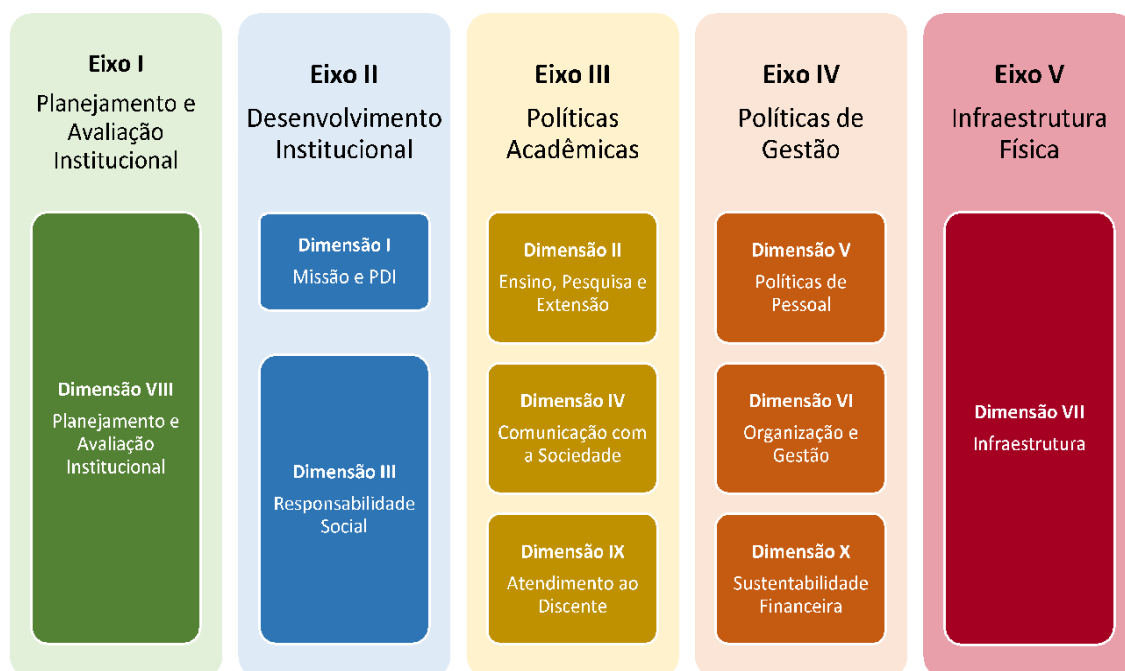 Eixo I
Planejamento e
Avaliação
Institucional
Dimensão VIII
Planejamento e
Avaliação
Institucional
Eixo II
Desenvolvimento
Institucional
Dimensão I
Missão e PDI
Dimensão III
Responsabilidade
Social
Eixo III
Políticas
Acadêmicas
Dimensão II
Ensino, Pesquisa e
Extensão
Dimensão IV
Comunicação com
a Sociedade
Dimensão IX
Atendimento ao
Discente
Eixo IV
Políticas de
Gestão
Dimensão V
Políticas de
Pessoal
Dimensão VI
Organização e
Gestão
Dimensão X
Sustentabilidade
Financeira
Eixo V
Infraestrutura
Física
Dimensão VII
Infraestrutura